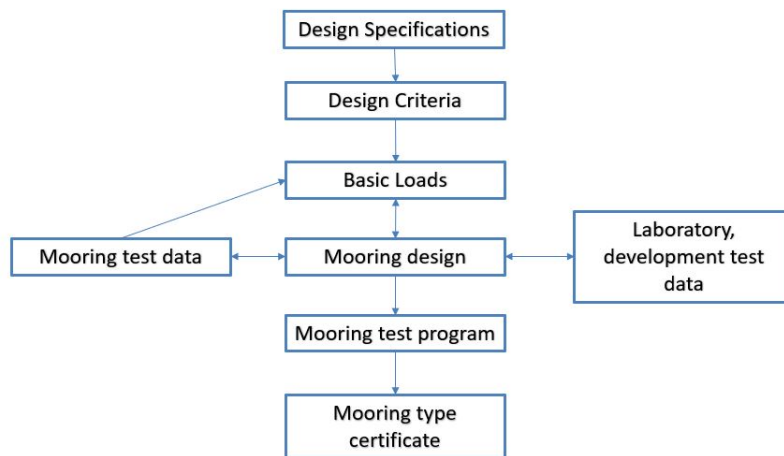 Design Specifications
Design Criteria
Basic Loads
Mooring test data
Mooring design
Laboratory,
development test
data
Mooring test program
Mooring type
certificate